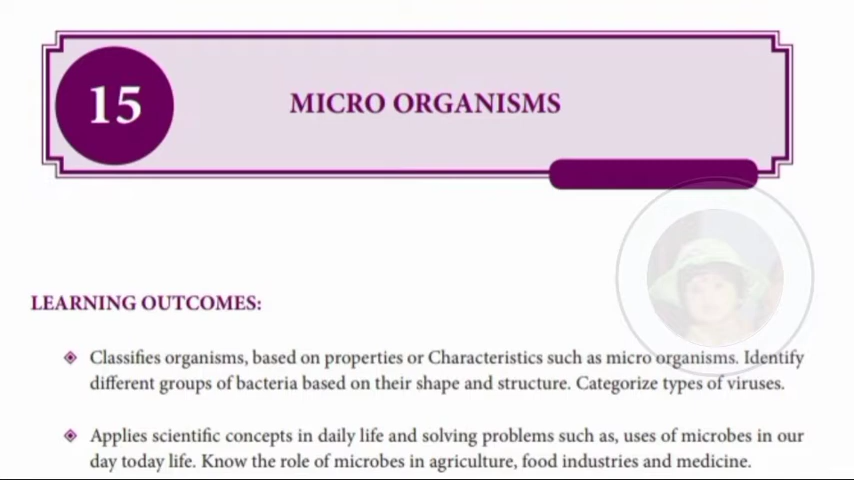 15
MICRO ORGANISMS
LEARNING OUTCOMES:
Classifies organisms, based on properties or Characteristics such as micro organisms. Identify
different groups of bacteria based on their shape and structure. Categorize types of viruses.
Applies scientific concepts in daily life and solving problems such as, uses of microbes in our
day today life. Know the role of microbes in agriculture, food industries and medicine.